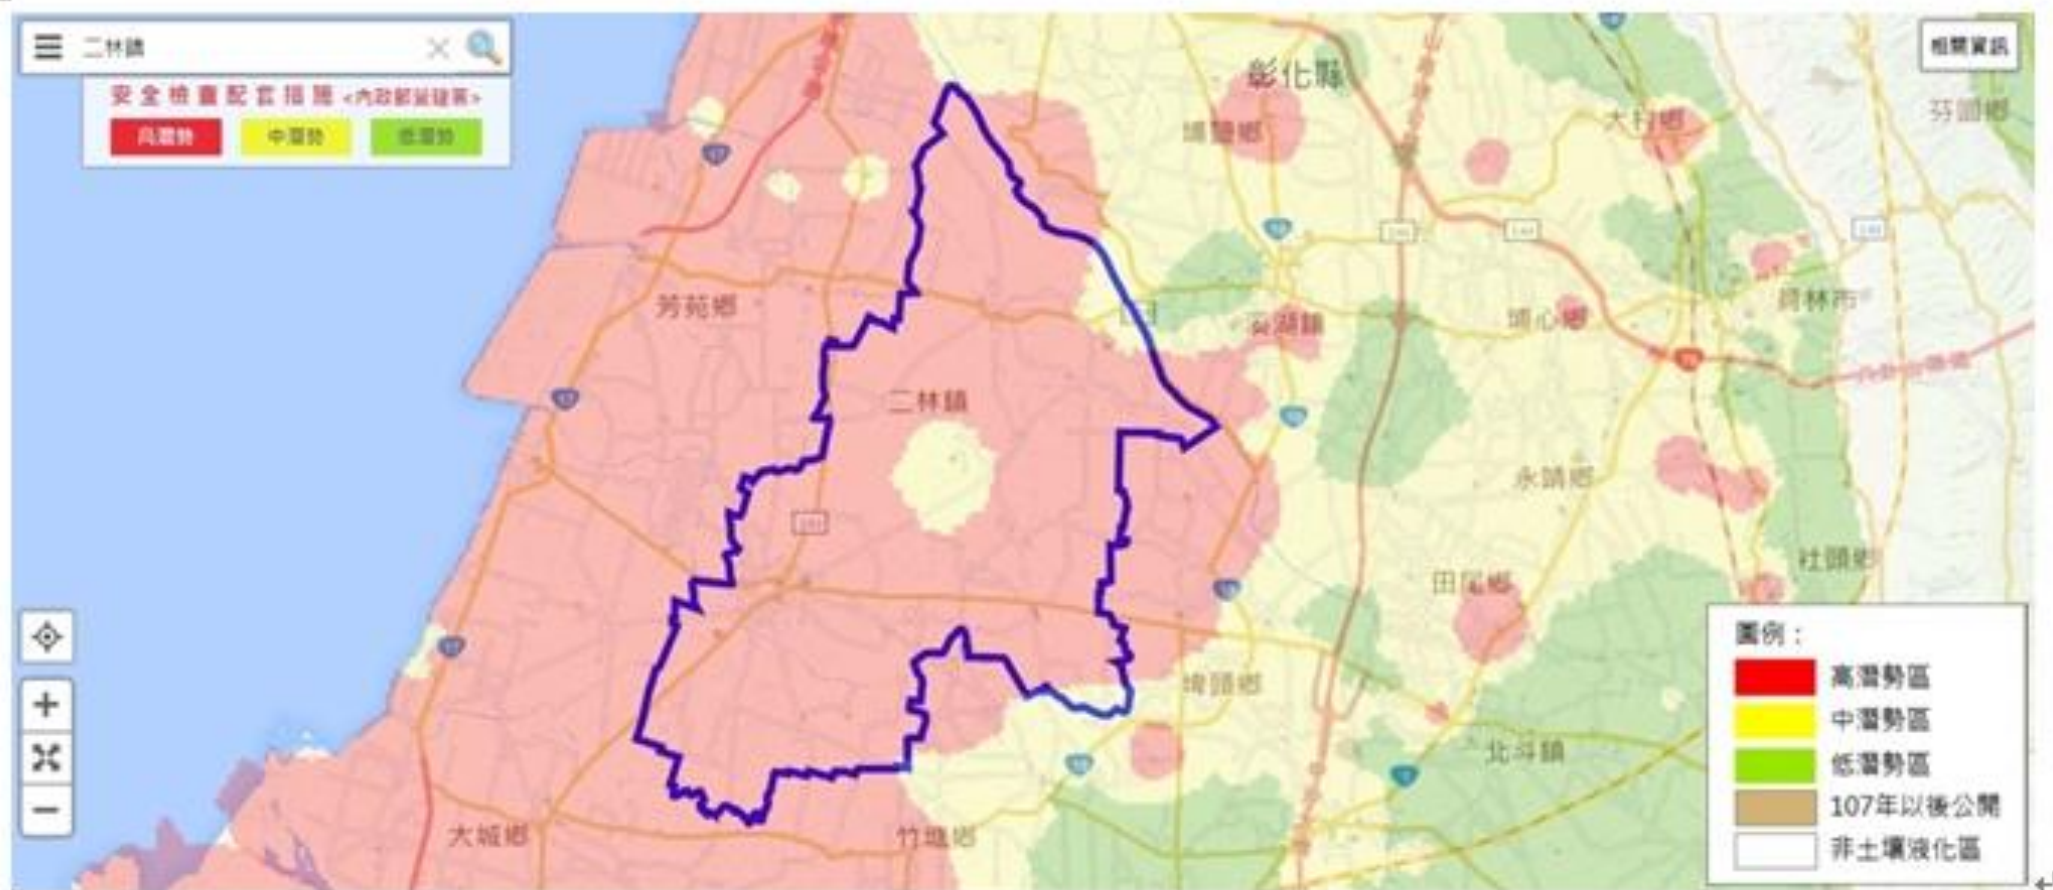 二林鎮
相關資訊
安全檢查配套措施 <內政部營建署>
高潛勢
中潛勢
低潛勢
彰化縣
埔鹽鄉
大村鄉
芬園鄉
芳苑鄉
溪湖鎮
埔心鄉
員林市
二林鎮
永靖鄉
田尾鄉
社頭鄉
埤頭鄉
北斗鎮
大城鄉
竹塘鄉
圖例：
高潛勢區
中潛勢區
低潛勢區
107年以後公開
非土壤液化區